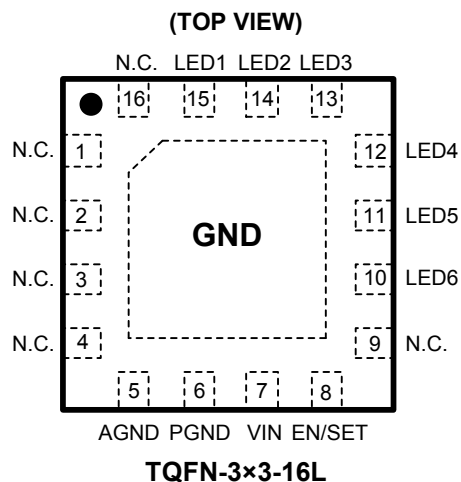 (TOP VIEW)
N.C. LED1 LED2 LED3
16 15 14 13
N.C. 1 12 LED4
N.C. 2 11 LED5
GND
N.C. 3 10 LED6
N.C. 4 9 N.C.
5 6 7 8
AGND PGND VIN EN/SET
TQFN-3×3-16L